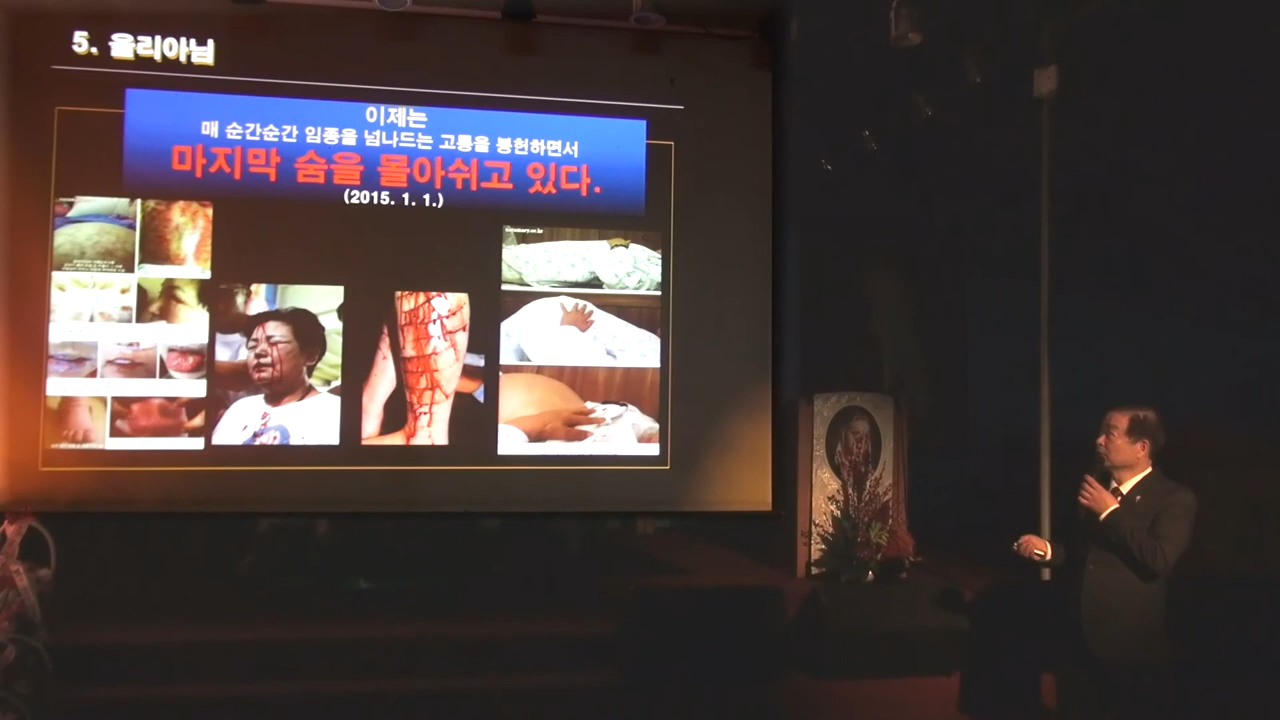 5. 율리아님
이제는
매 순간순간 임종을 넘나드는 고통을 봉헌하면서
마지막 숨을 몰아쉬고 있다.
(2015. 1. 1.)